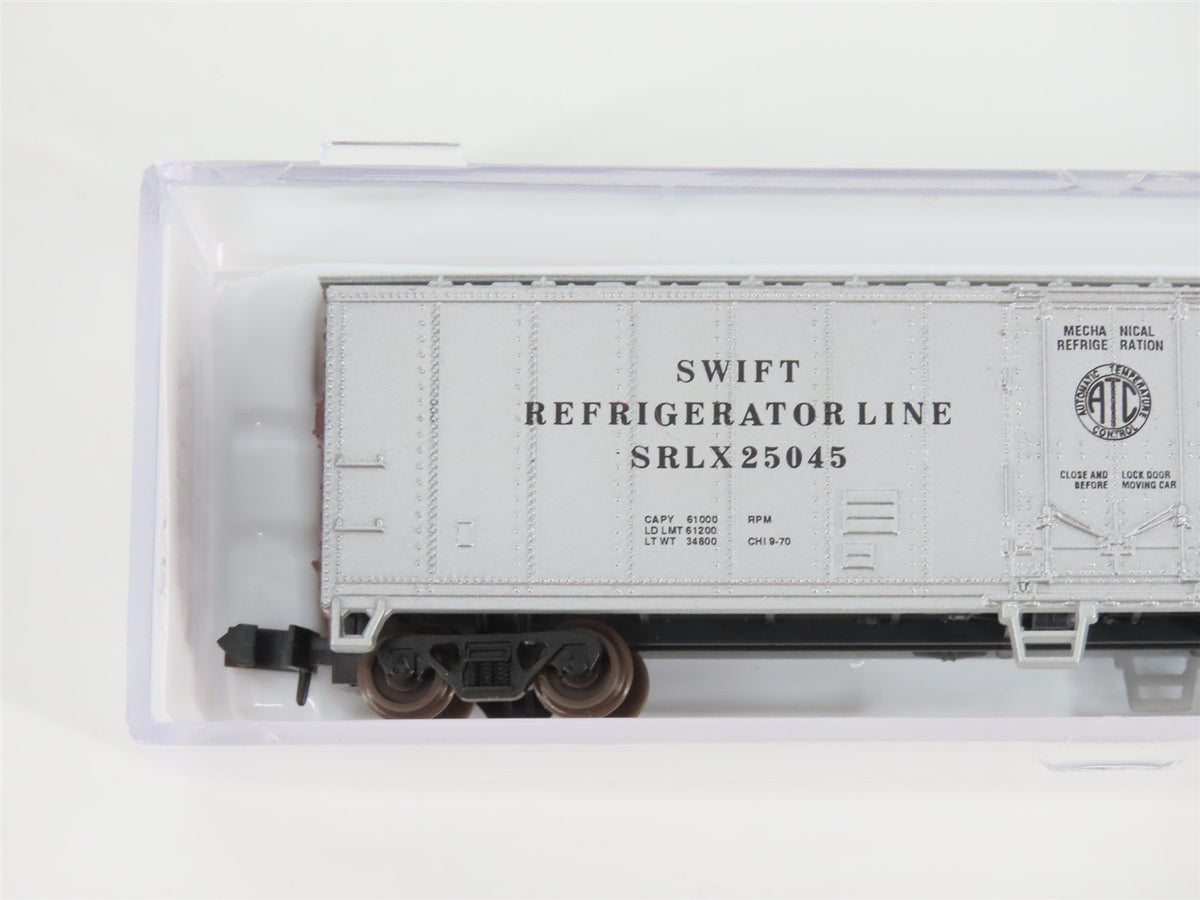 SWIFT
REFRIGERATOR LINE
SRLX 25045
CAPY 61000 RPM
LD LMT 61200
LT WT 34800 CHI 9-70
MECHA NICAL
REFRIGE RATION
AUTOMATIC TEMPERATURE
ATC
CONTROL
CLOSE AND LOCK DOOR
BEFORE MOVING CAR